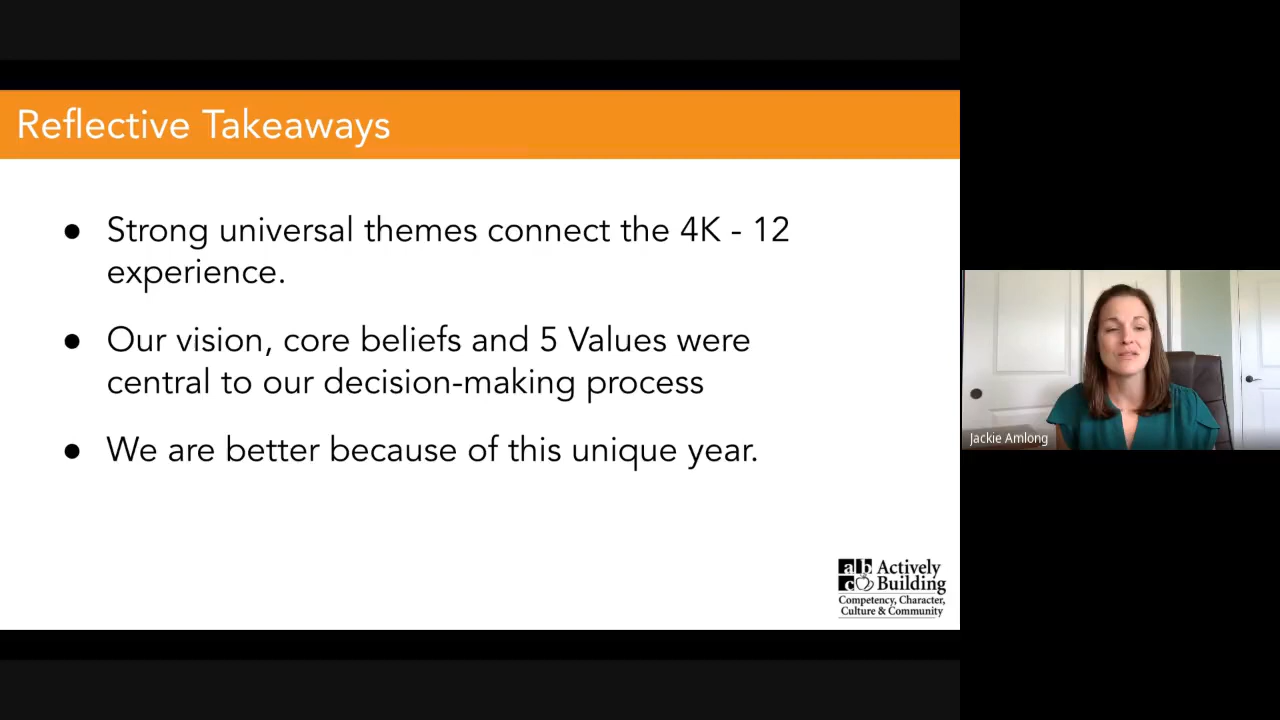 Reflective Takeaways
● Strong universal themes connect the 4K - 12
experience.
● Our vision, core beliefs and 5 Values were
central to our decision-making process
● We are better because of this unique year.
Jackie Amlong
a b c
Actively
Building
Competency, Character,
Culture & Community